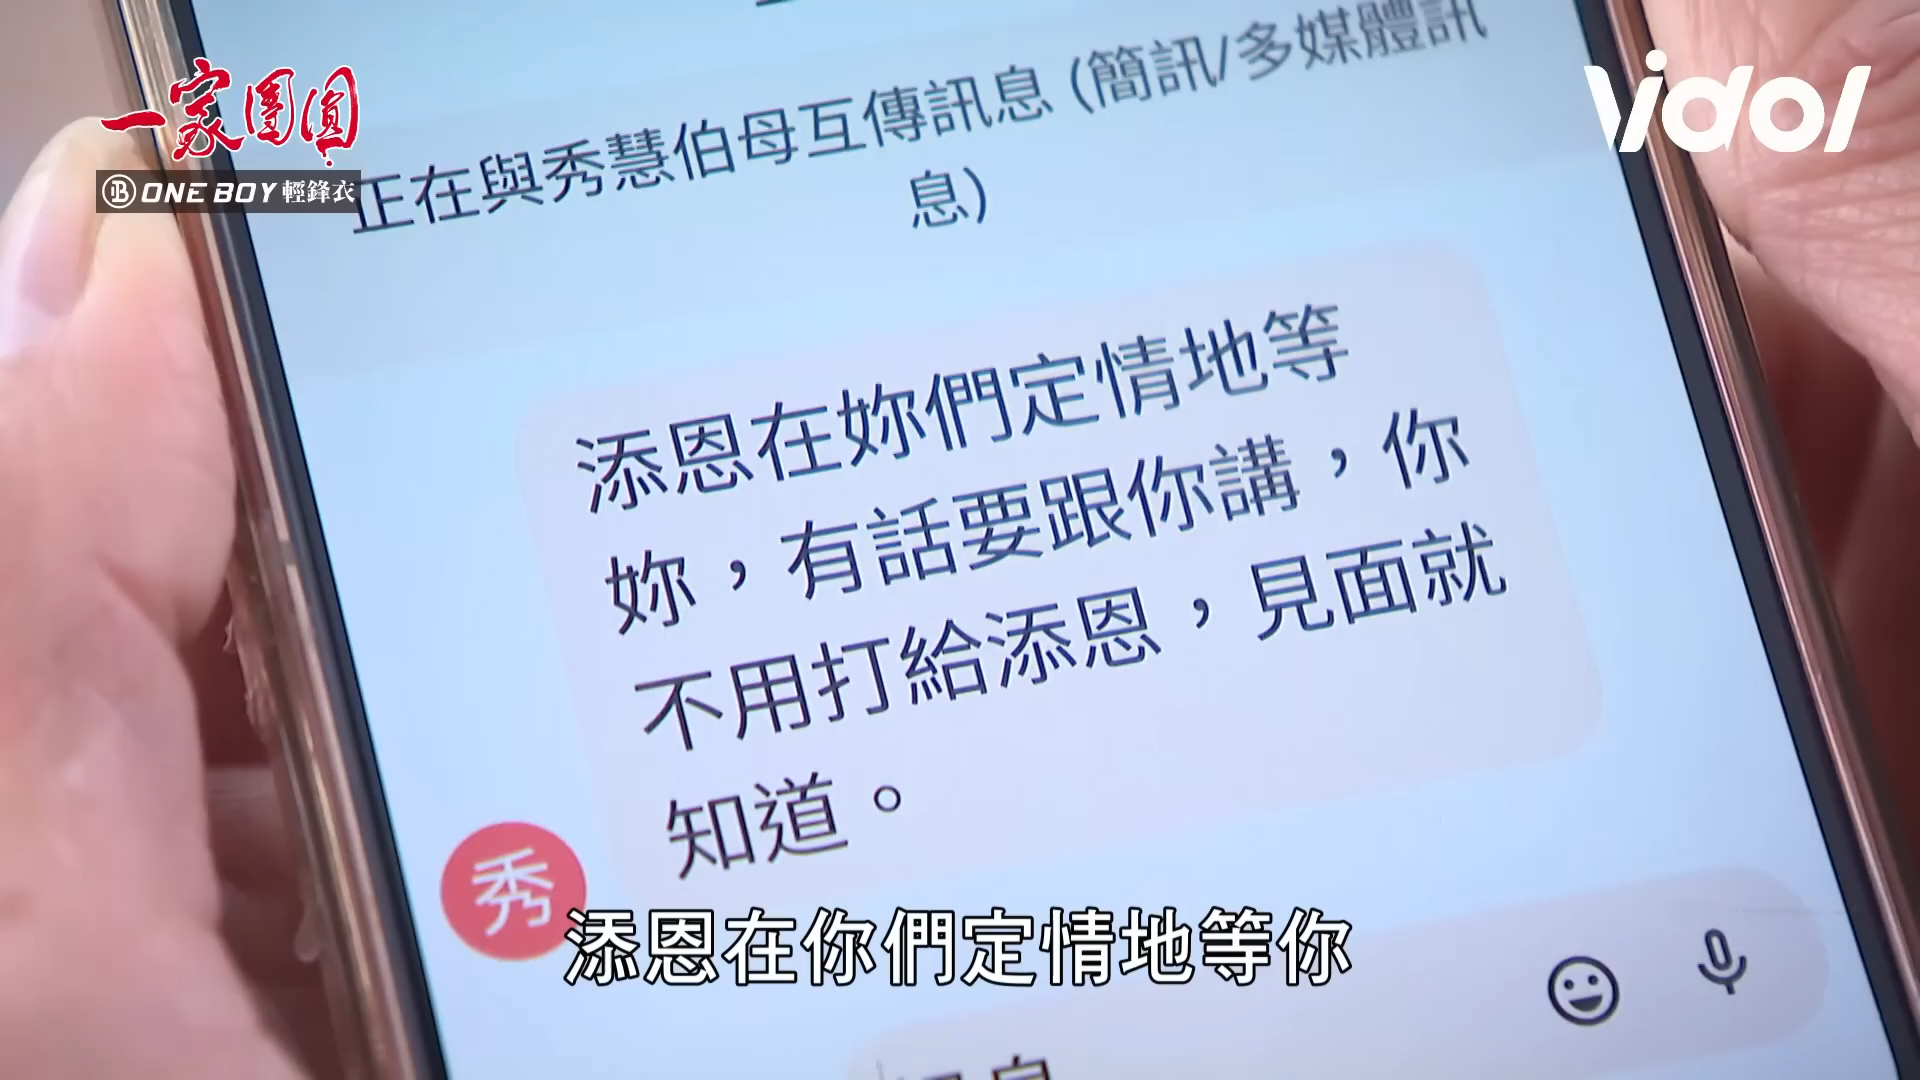 一家團圓
ONE BOY 輕鋒衣
Vidol
正在與秀慧伯母互傳訊息 (簡訊/多媒體訊
息)
添恩在妳們定情地等
妳，有話要跟你講，你
不用打給添恩，見面就
知道。
秀
添恩在你們定情地等你